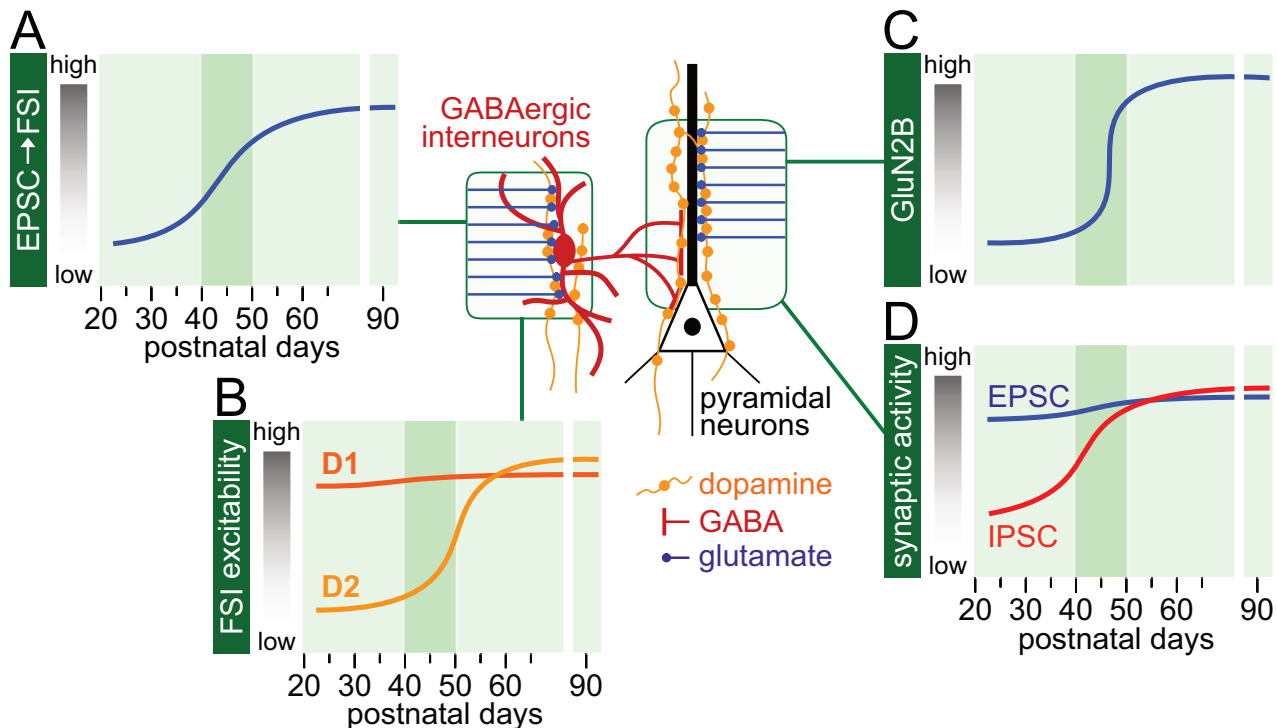 A
high
EPSC→FSI
low
20 30 40 50 60 90
postnatal days
GABAergic
interneurons
C
high
GluN2B
low
B
high
FSI excitability
low
D1
D2
20 30 40 50 60 90
postnatal days
pyramidal
neurons
dopamine
GABA
glutamate
D
high
synaptic activity
low
EPSC
IPSC
20 30 40 50 60 90
postnatal days